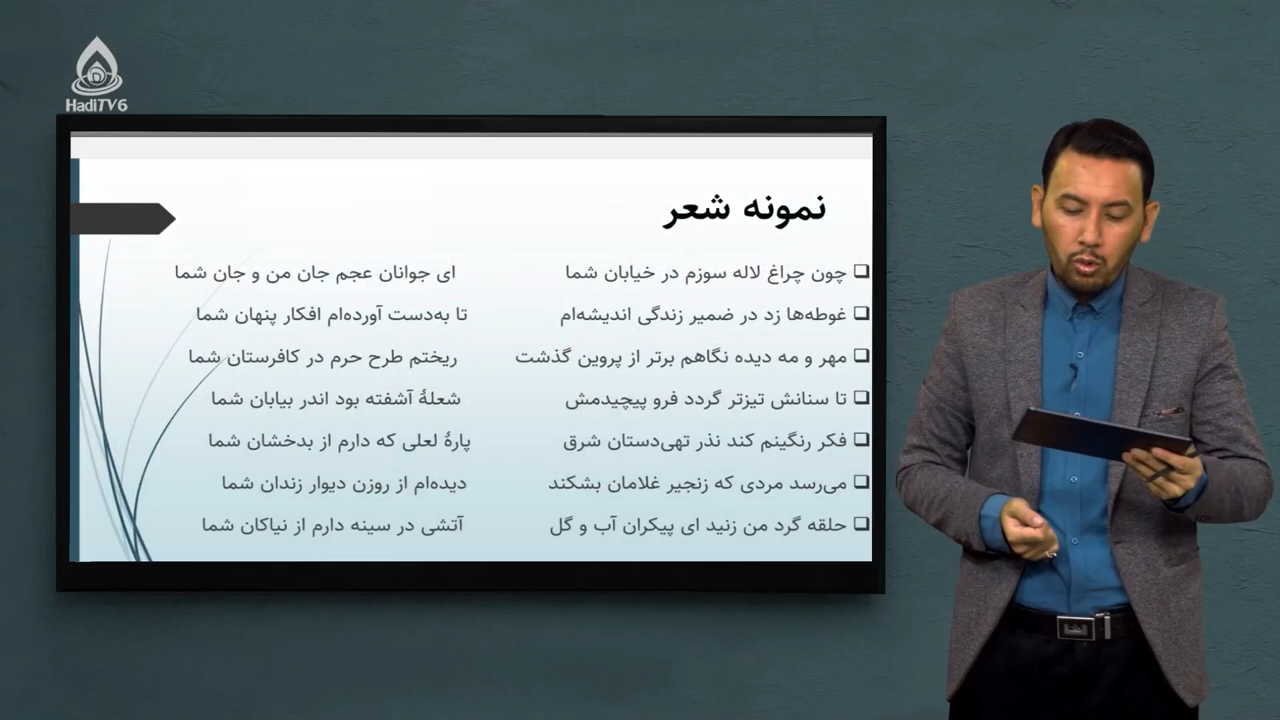 HadiTV6
نمونه شعر
چون چراغ لاله سوزم در خیابان شما ای جوانان عجم جان من و جان شما
غوطه‌ها زد در ضمیر زندگی اندیشه‌ام تا به‌دست آورده‌ام افکار پنهان شما
مهر و مه دیده نگاهم برتر از پروین گذشت ریختم طرح حرم در کافرستان شما
تا سنانش تیزتر گردد فرو پیچیدمش شعلهٔ آشفته بود اندر بیابان شما
فکر رنگینم کند نذر تهی‌دستان شرق پارهٔ لعلی که دارم از بدخشان شما
می‌رسد مردی که زنجیر غلامان بشکند دیده‌ام از روزن دیوار زندان شما
حلقه گرد من زنید ای پیکران آب و گل آتشی در سینه دارم از نیاکان شما